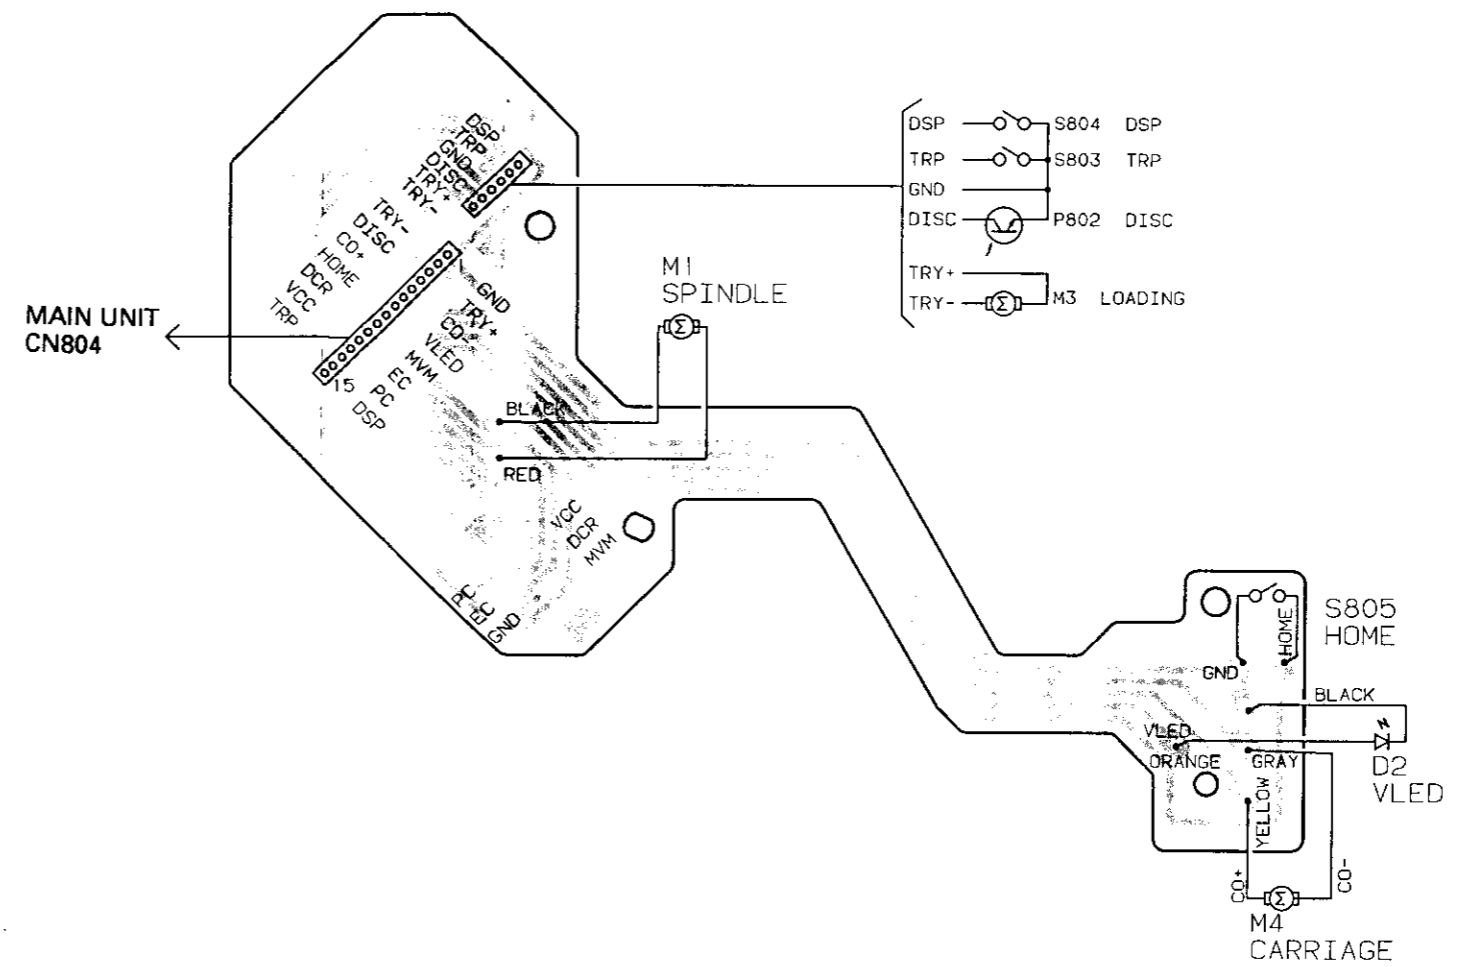 DSP
TRP
GND
DISC
TRY+
TRY-
TRY-
DISC
CO+
HOME
DCR
VCC
TRP
GND
TRY+
CO-
VLED
MVM
EC
PC
DSP
15
MAIN UNIT
CN804
DSP S804 DSP
TRP S803 TRP
GND
DISC P802 DISC
TRY+
TRY- M3 LOADING
M1
SPINDLE
BLACK
RED
VCC
DCR
MVM
EC
GND
S805
HOME
HOME
GND
BLACK
VLED
ORANGE
GRAY
D2
VLED
YELLOW
CO+
CO-
M4
CARRIAGE